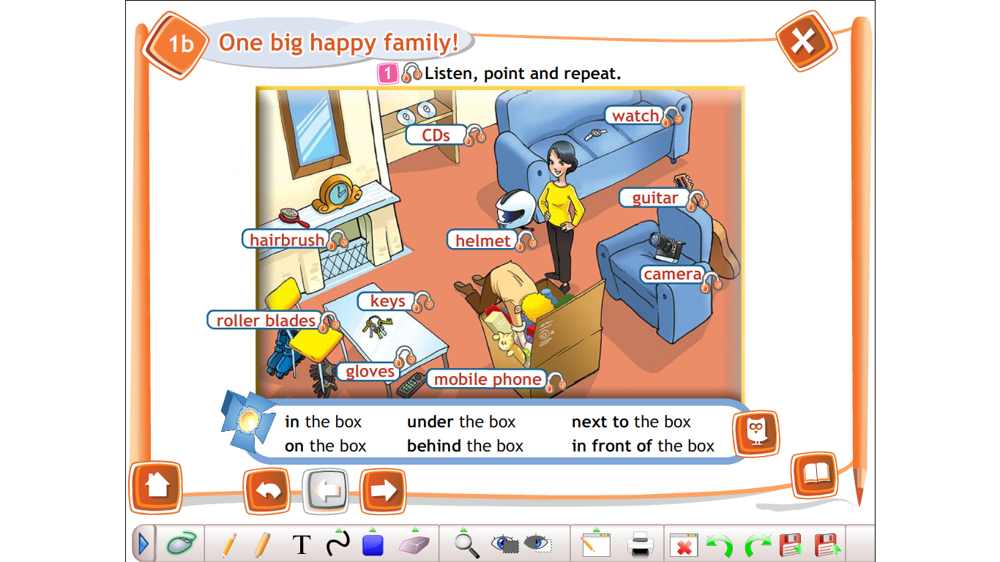 1b
One big happy family!
1 Listen, point and repeat.
watch
CDs
guitar
hairbrush
helmet
camera
keys
roller blades
gloves
mobile phone
in the box under the box next to the box
on the box behind the box in front of the box
T